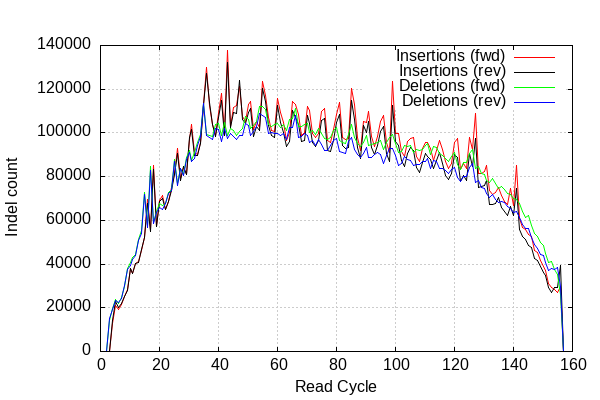 140000
120000
100000
80000
60000
40000
20000
0
Indel count
Insertions (fwd)
Insertions (rev)
Deletions (fwd)
Deletions (rev)
0 20 40 60 80 100 120 140 160
Read Cycle